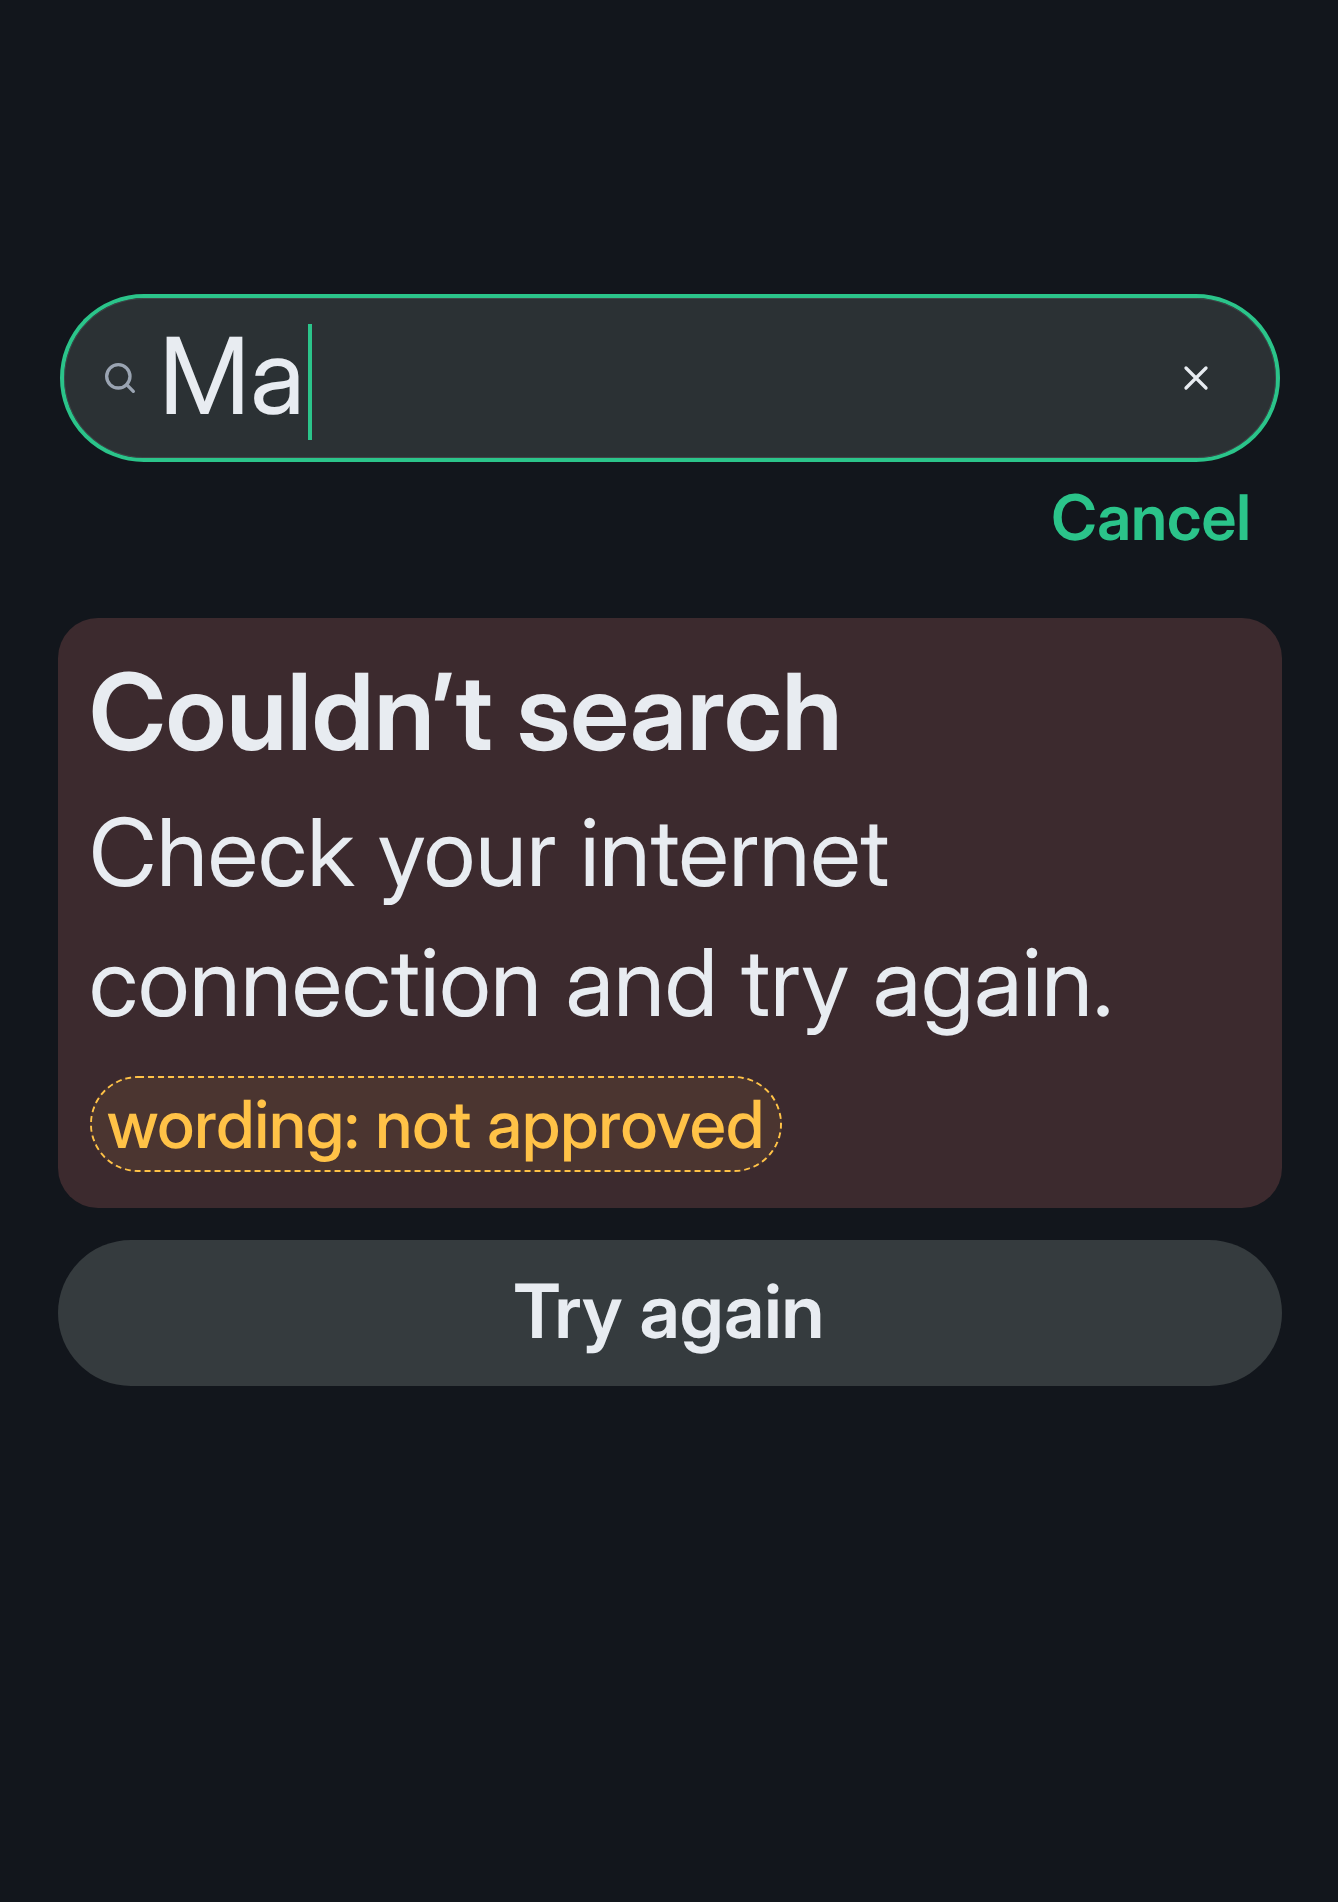 Ma
Cancel
Couldn’t search
Check your internet
connection and try again.
wording: not approved
Try again